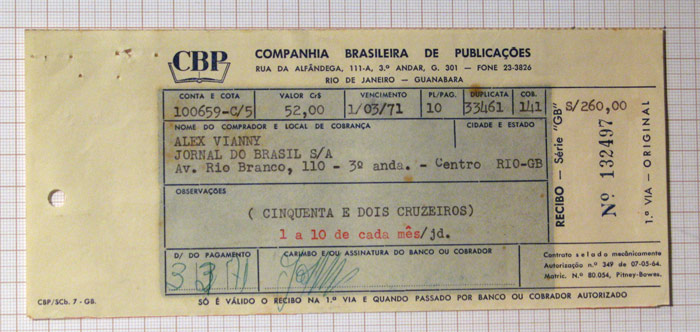 CBP
COMPANHIA BRASILEIRA DE PUBLICAÇÕES
RUA DA ALFÂNDEGA, 111-A, 3.º ANDAR, G. 301 — FONE 23-3826
RIO DE JANEIRO — GUANABARA
CONTA E COTA VALOR Cr$ VENCIMENTO PL/PAG. DUPLICATA COB.
100659-C/5 52,00 1/03/71 10 33461 141 S/260,00
NOME DO COMPRADOR E LOCAL DE COBRANÇA CIDADE E ESTADO
ALEX VIANNY
JORNAL DO BRASIL S/A
Av. Rio Branco, 110 - 3º anda. - Centro RIO-GB
OBSERVAÇÕES
( CINQUENTA E DOIS CRUZEIROS)
1 a 10 de cada mês/jd.
D/ DO PAGAMENTO CARIMBO E/OU ASSINATURA DO BANCO OU COBRADOR
3 3 71
RECIBO — Série "GB"
Nº 132497
1.ª VIA — ORIGINAL
Contrato selado mecânicamente
Autorização n.º 349 de 07-05-64.
Matric. N.º 80.054, Pitney-Bowes.
CBP/SCb. 7 - GB. SÓ É VÁLIDO O RECIBO NA 1.ª VIA E QUANDO PASSADO POR BANCO OU COBRADOR AUTORIZADO